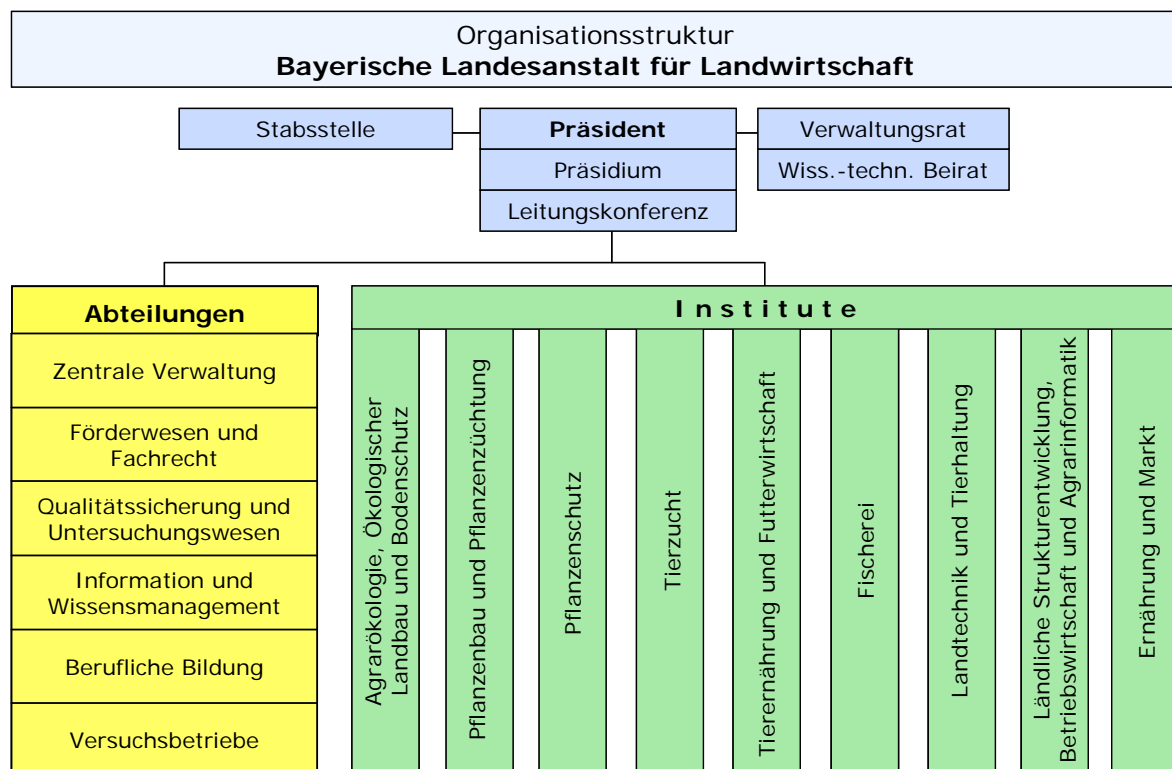 Organisationsstruktur
Bayerische Landesanstalt für Landwirtschaft
Stabsstelle
Präsident
Verwaltungsrat
Präsidium
Wiss.-techn. Beirat
Leitungskonferenz
Abteilungen
Zentrale Verwaltung
Förderwesen und
Fachrecht
Qualitätssicherung und
Untersuchungswesen
Information und
Wissensmanagement
Berufliche Bildung
Versuchsbetriebe
Institute
Agrarökologie, Ökologischer
Landbau und Bodenschutz
Pflanzenbau und Pflanzenzüchtung
Pflanzenschutz
Tierzucht
Tierernährung und Futterwirtschaft
Fischerei
Landtechnik und Tierhaltung
Ländliche Strukturentwicklung,
Betriebswirtschaft und Agrarinformatik
Ernährung und Markt